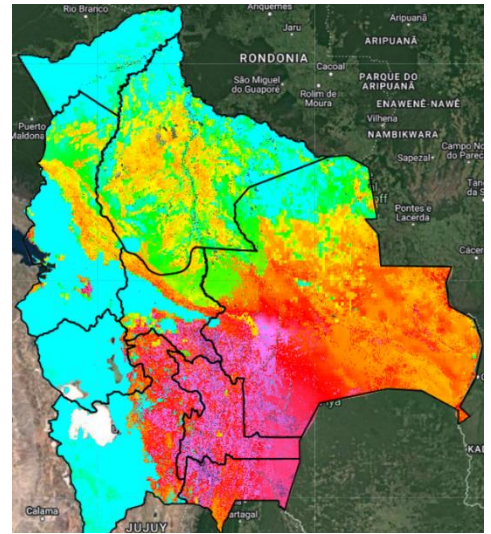 Rio Branco
Ariquemes
Jaru
Aripuanã
ARIPUANÃ
RONDONIA
Cacoal
São Miguel
do Guaporé
Rolim de
Moura
PARQUE DO
ARIPUANÃ
ENAWENÊ-NAWÊ
Vilhena
NAMBIKWARA
Puerto
Maldona
Sapezal
Campo No
do Pareci
Pontes e
Lacerda
Cácer
KAD
Calama
JUJUY
artagal